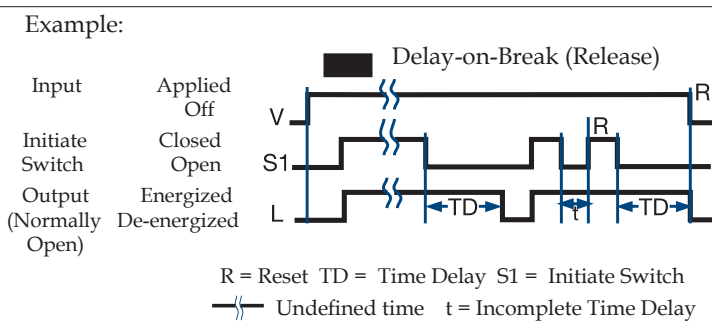 Example:
Delay-on-Break (Release)
Input Applied
Off
V R
Initiate Closed
Switch Open
S1 R
Output Energized
(Normally De-energized
Open)
L TD t TD
R = Reset TD = Time Delay S1 = Initiate Switch
Undefined time t = Incomplete Time Delay